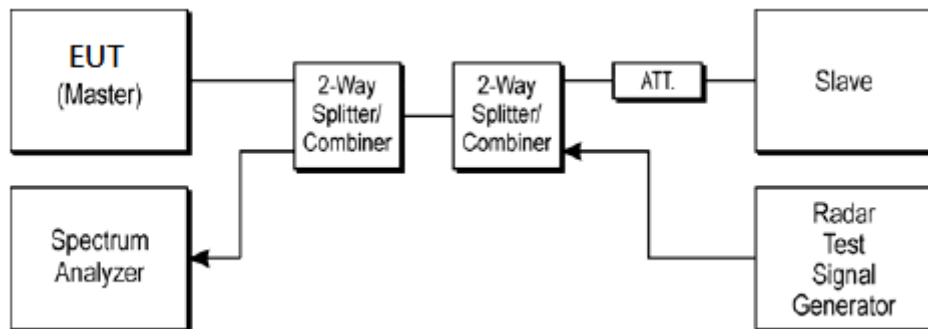 EUT
(Master)
2-Way
Splitter/
Combiner
2-Way
Splitter/
Combiner
ATT.
Slave
Spectrum
Analyzer
Radar
Test
Signal
Generator